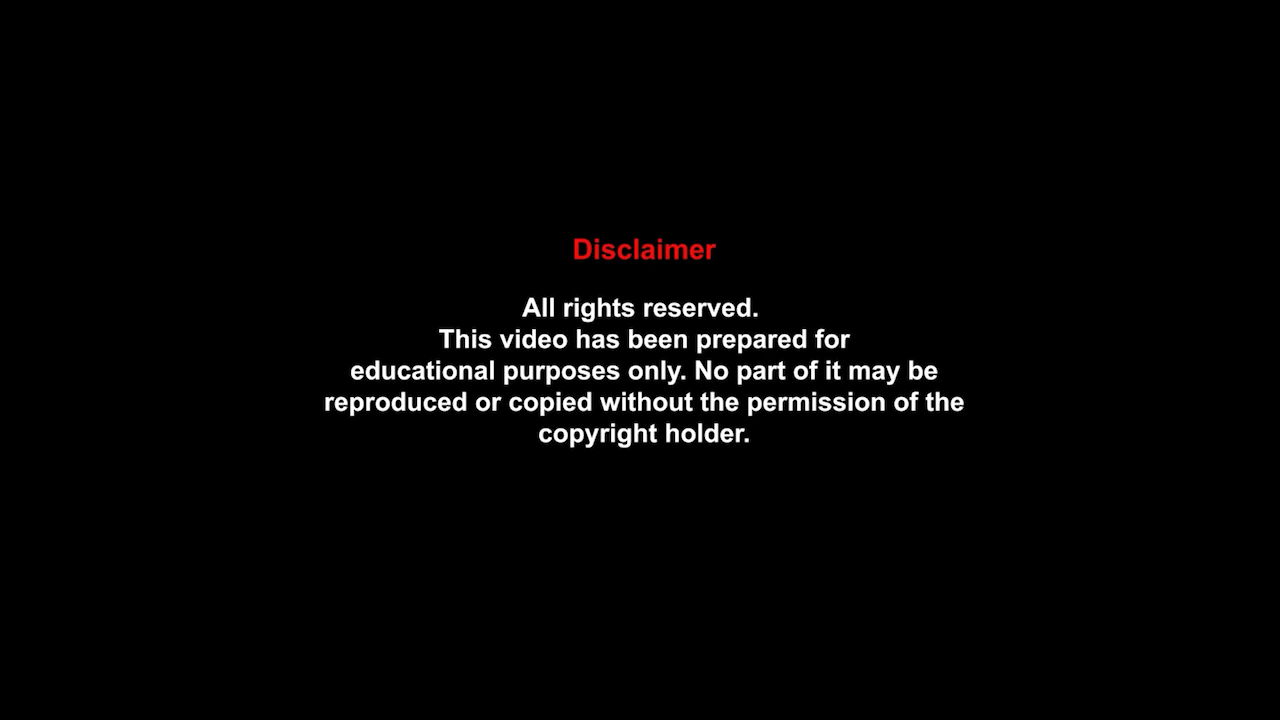 Disclaimer
All rights reserved.
This video has been prepared for
educational purposes only. No part of it may be
reproduced or copied without the permission of the
copyright holder.